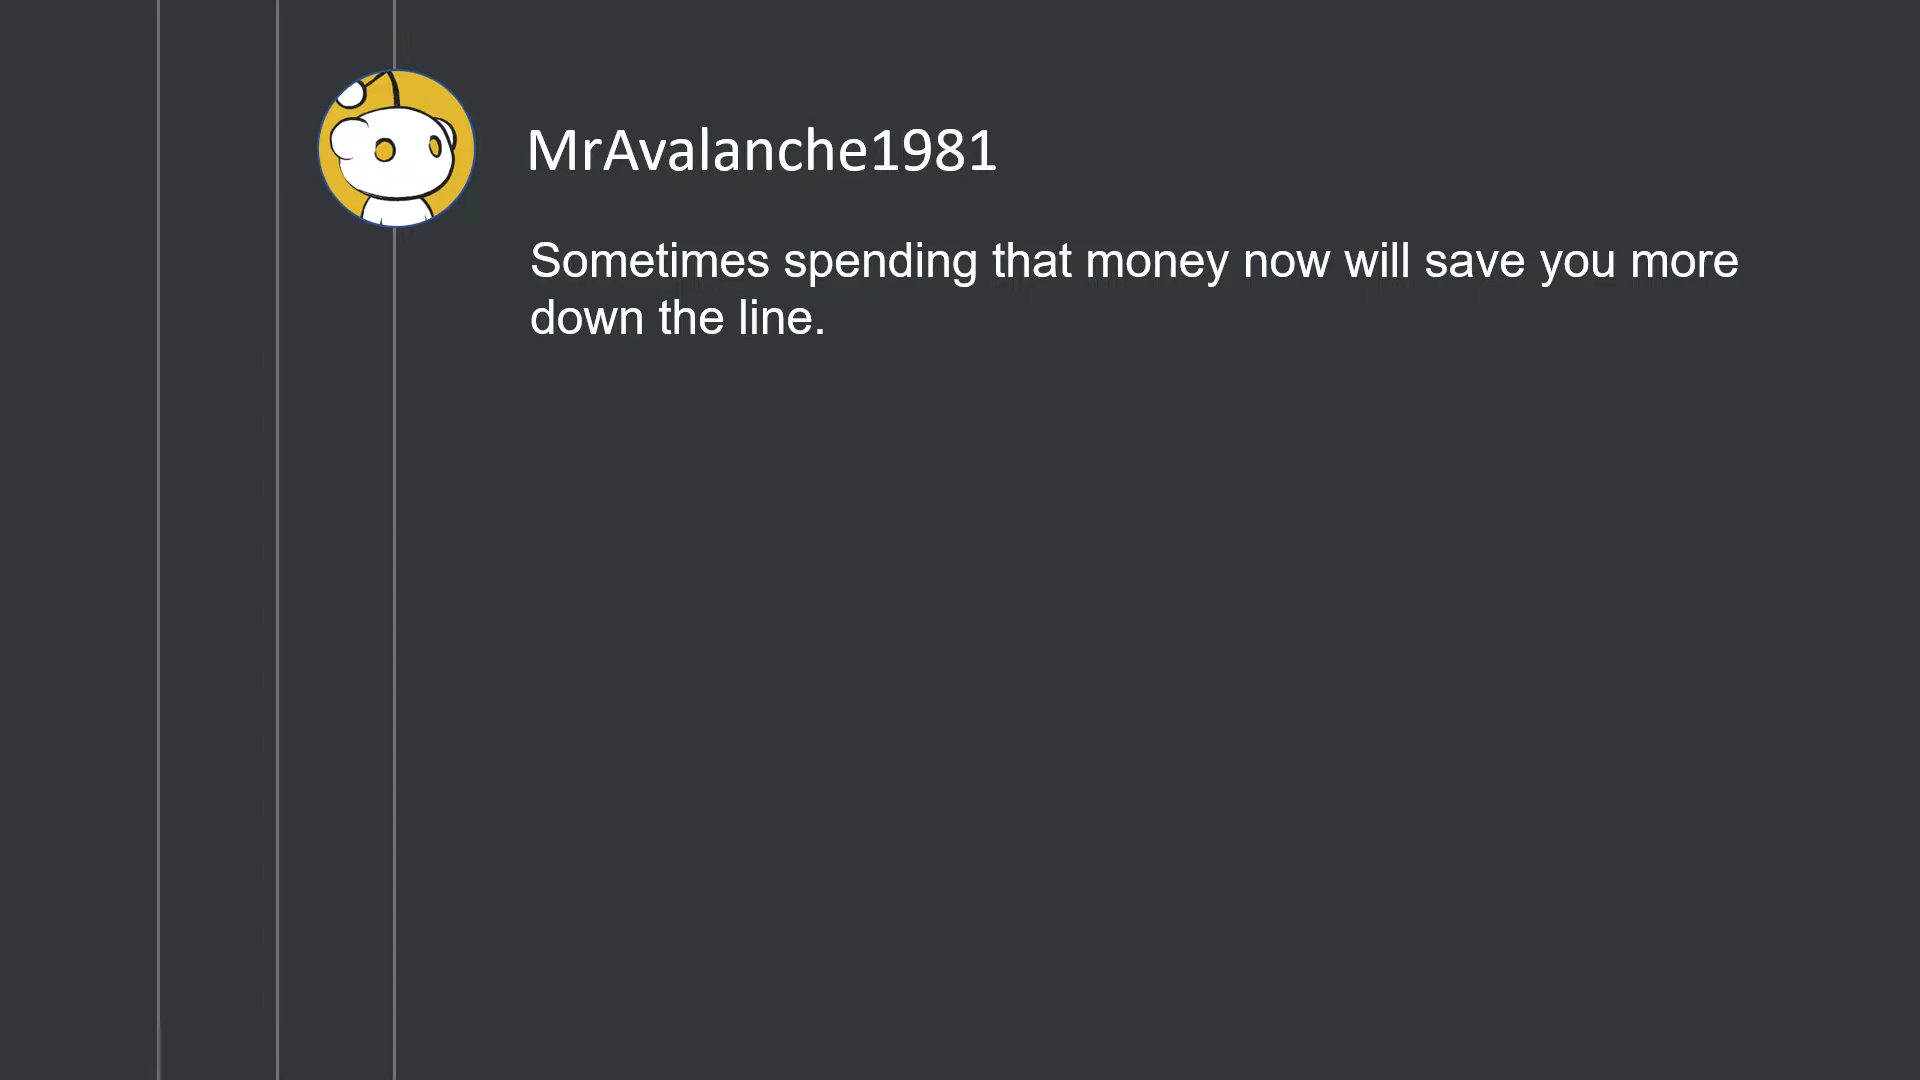 MrAvalanche1981
Sometimes spending that money now will save you more
down the line.